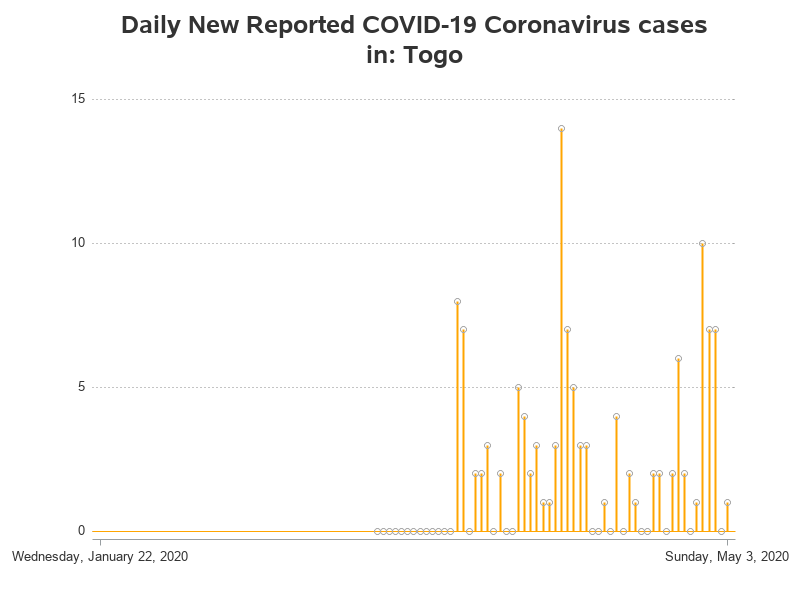 Daily New Reported COVID-19 Coronavirus cases
in: Togo
15
10
5
0
Wednesday, January 22, 2020
Sunday, May 3, 2020